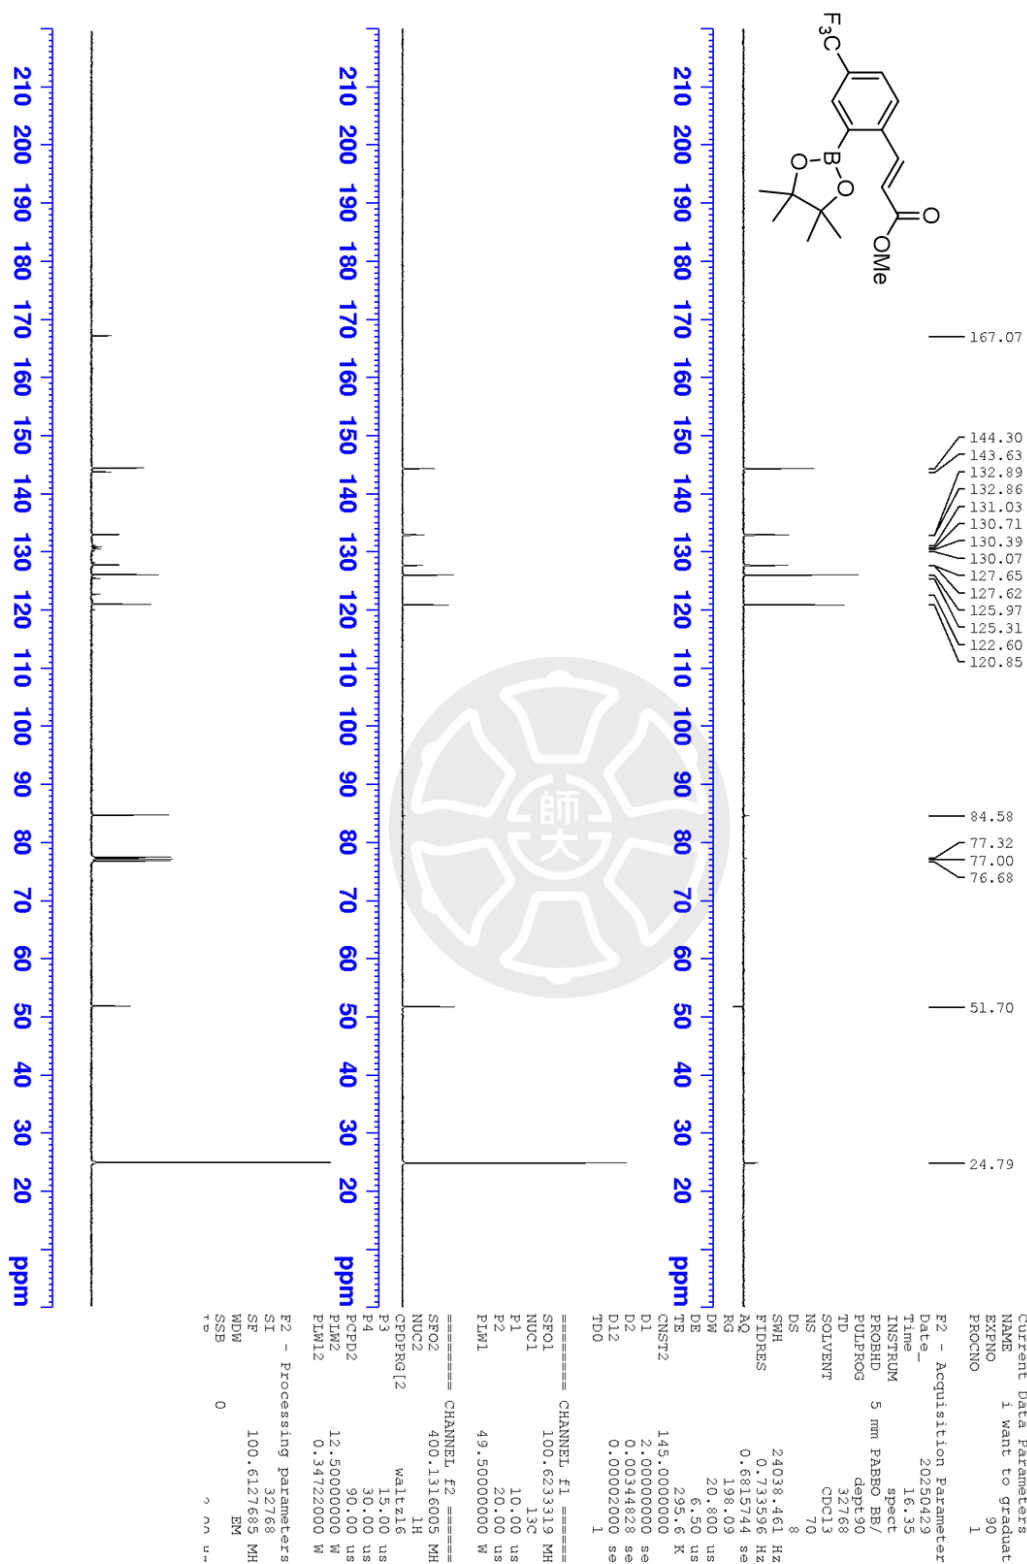 F3C
B
O
O
O
OMe
167.07
144.30
143.63
132.89
132.86
131.03
130.71
130.39
130.07
127.65
127.62
125.97
125.31
122.60
120.85
84.58
77.32
77.00
76.68
51.70
24.79
210 200 190 180 170 160 150 140 130 120 110 100 90 80 70 60 50 40 30 20 ppm
210 200 190 180 170 160 150 140 130 120 110 100 90 80 70 60 50 40 30 20 ppm
210 200 190 180 170 160 150 140 130 120 110 100 90 80 70 60 50 40 30 20 ppm
師大
Current Data Parameters
NAME i want to graduat
EXPNO 90
PROCNO 1
F2 - Acquisition Parameter
Date_ 20250429
Time 16.35
INSTRUM spect
PROBHD 5 mm PABBO BB/
PULPROG dept90
TD 32768
SOLVENT CDCl3
NS 70
DS 8
SWH 24038.461 Hz
FIDRES 0.733596 Hz
AQ 0.6815744 se
RG 198.09
DW 20.800 us
DE 6.50 us
TE 295.6 K
CNST2 145.0000000
D1 2.00000000 se
D2 0.00344828 se
D12 0.00002000 se
TD0 1
======== CHANNEL f1 =======
SFO1 100.6233319 MH
NUC1 13C
P1 10.00 us
P2 20.00 us
PLW1 49.50000000 W
======== CHANNEL f2 =======
SFO2 400.1316005 MH
NUC2 1H
CPDPRG[2 waltz16
P3 15.00 us
P4 30.00 us
PCPD2 90.00 us
PLW2 12.50000000 W
PLW12 0.34722000 W
F2 - Processing parameters
SI 32768
SF 100.6127685 MH
WDW EM
SSB 0